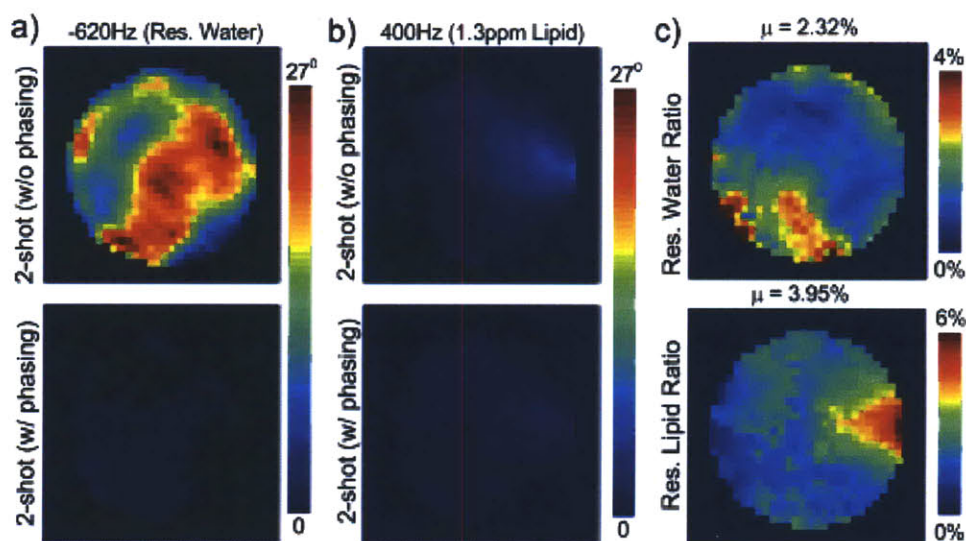 a)
-620Hz (Res. Water)
2-shot (w/o phasing)
27⁰
2-shot (w/ phasing)
0
b)
400Hz (1.3ppm Lipid)
2-shot (w/o phasing)
27°
2-shot (w/ phasing)
0
c)
μ = 2.32%
Res. Water Ratio
4%
0%
μ = 3.95%
Res. Lipid Ratio
6%
0%